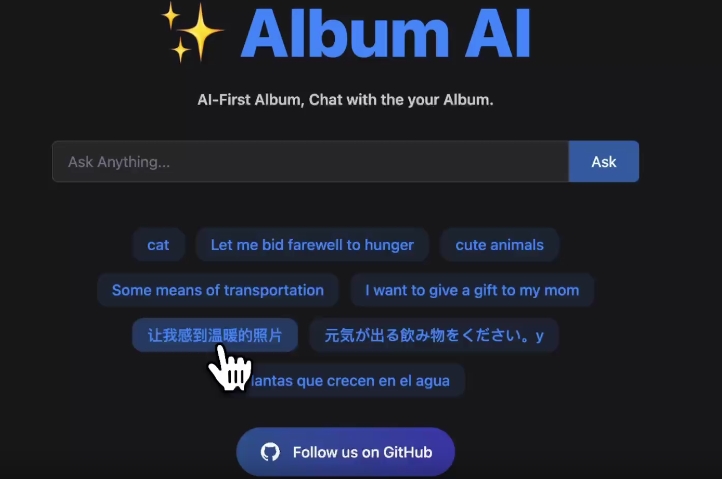 Album AI
AI-First Album, Chat with the your Album.
Ask Anything... Ask
cat Let me bid farewell to hunger cute animals
Some means of transportation I want to give a gift to my mom
让我感到温暖的照片 元気が出る飲み物をください。y
que crecen en el agua
Follow us on GitHub